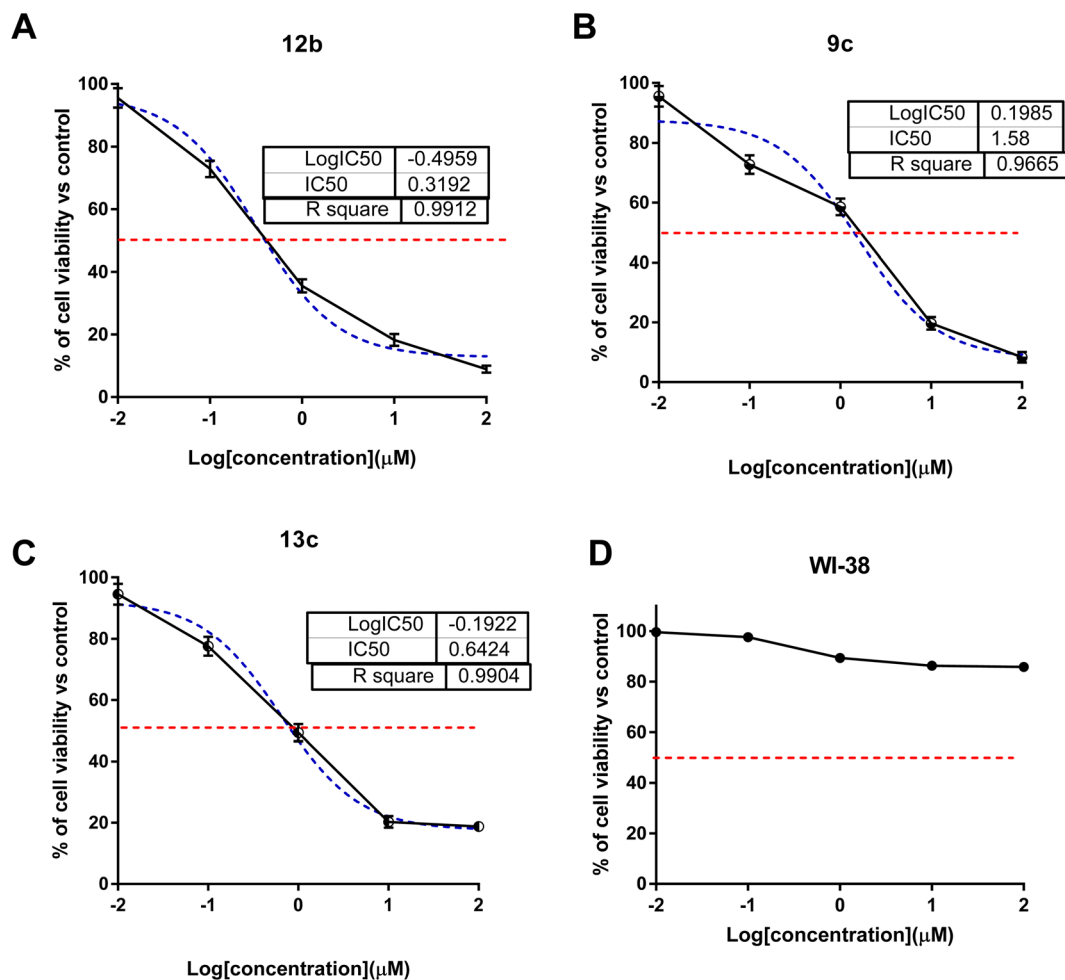 A
12b
% of cell viability vs control
100
80
60
40
20
0
-2 -1 0 1 2
Log[concentration](μM)
LogIC50 -0.4959
IC50 0.3192
R square 0.9912
B
9c
% of cell viability vs control
100
80
60
40
20
0
-2 -1 0 1 2
Log[concentration](μM)
LogIC50 0.1985
IC50 1.58
R square 0.9665
C
13c
% of cell viability vs control
100
80
60
40
20
0
-2 -1 0 1 2
Log[concentration](μM)
LogIC50 -0.1922
IC50 0.6424
R square 0.9904
D
WI-38
% of cell viability vs control
100
80
60
40
20
0
-2 -1 0 1 2
Log[concentration](μM)